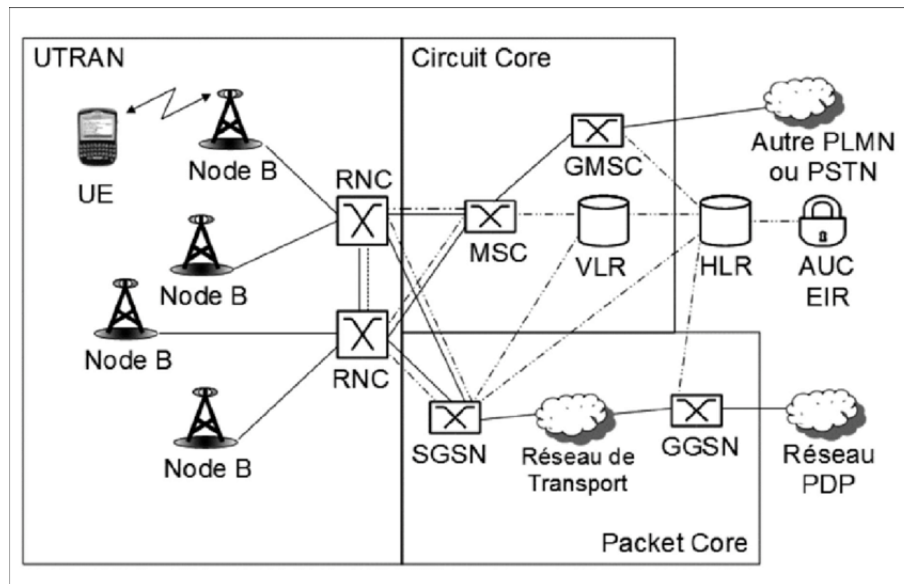 UTRAN
Circuit Core
UE
Node B
RNC
GMSC
Autre PLMN
ou PSTN
Node B
MSC
VLR
HLR
AUC
EIR
Node B
RNC
Node B
SGSN
Réseau de
Transport
GGSN
Réseau
PDP
Packet Core